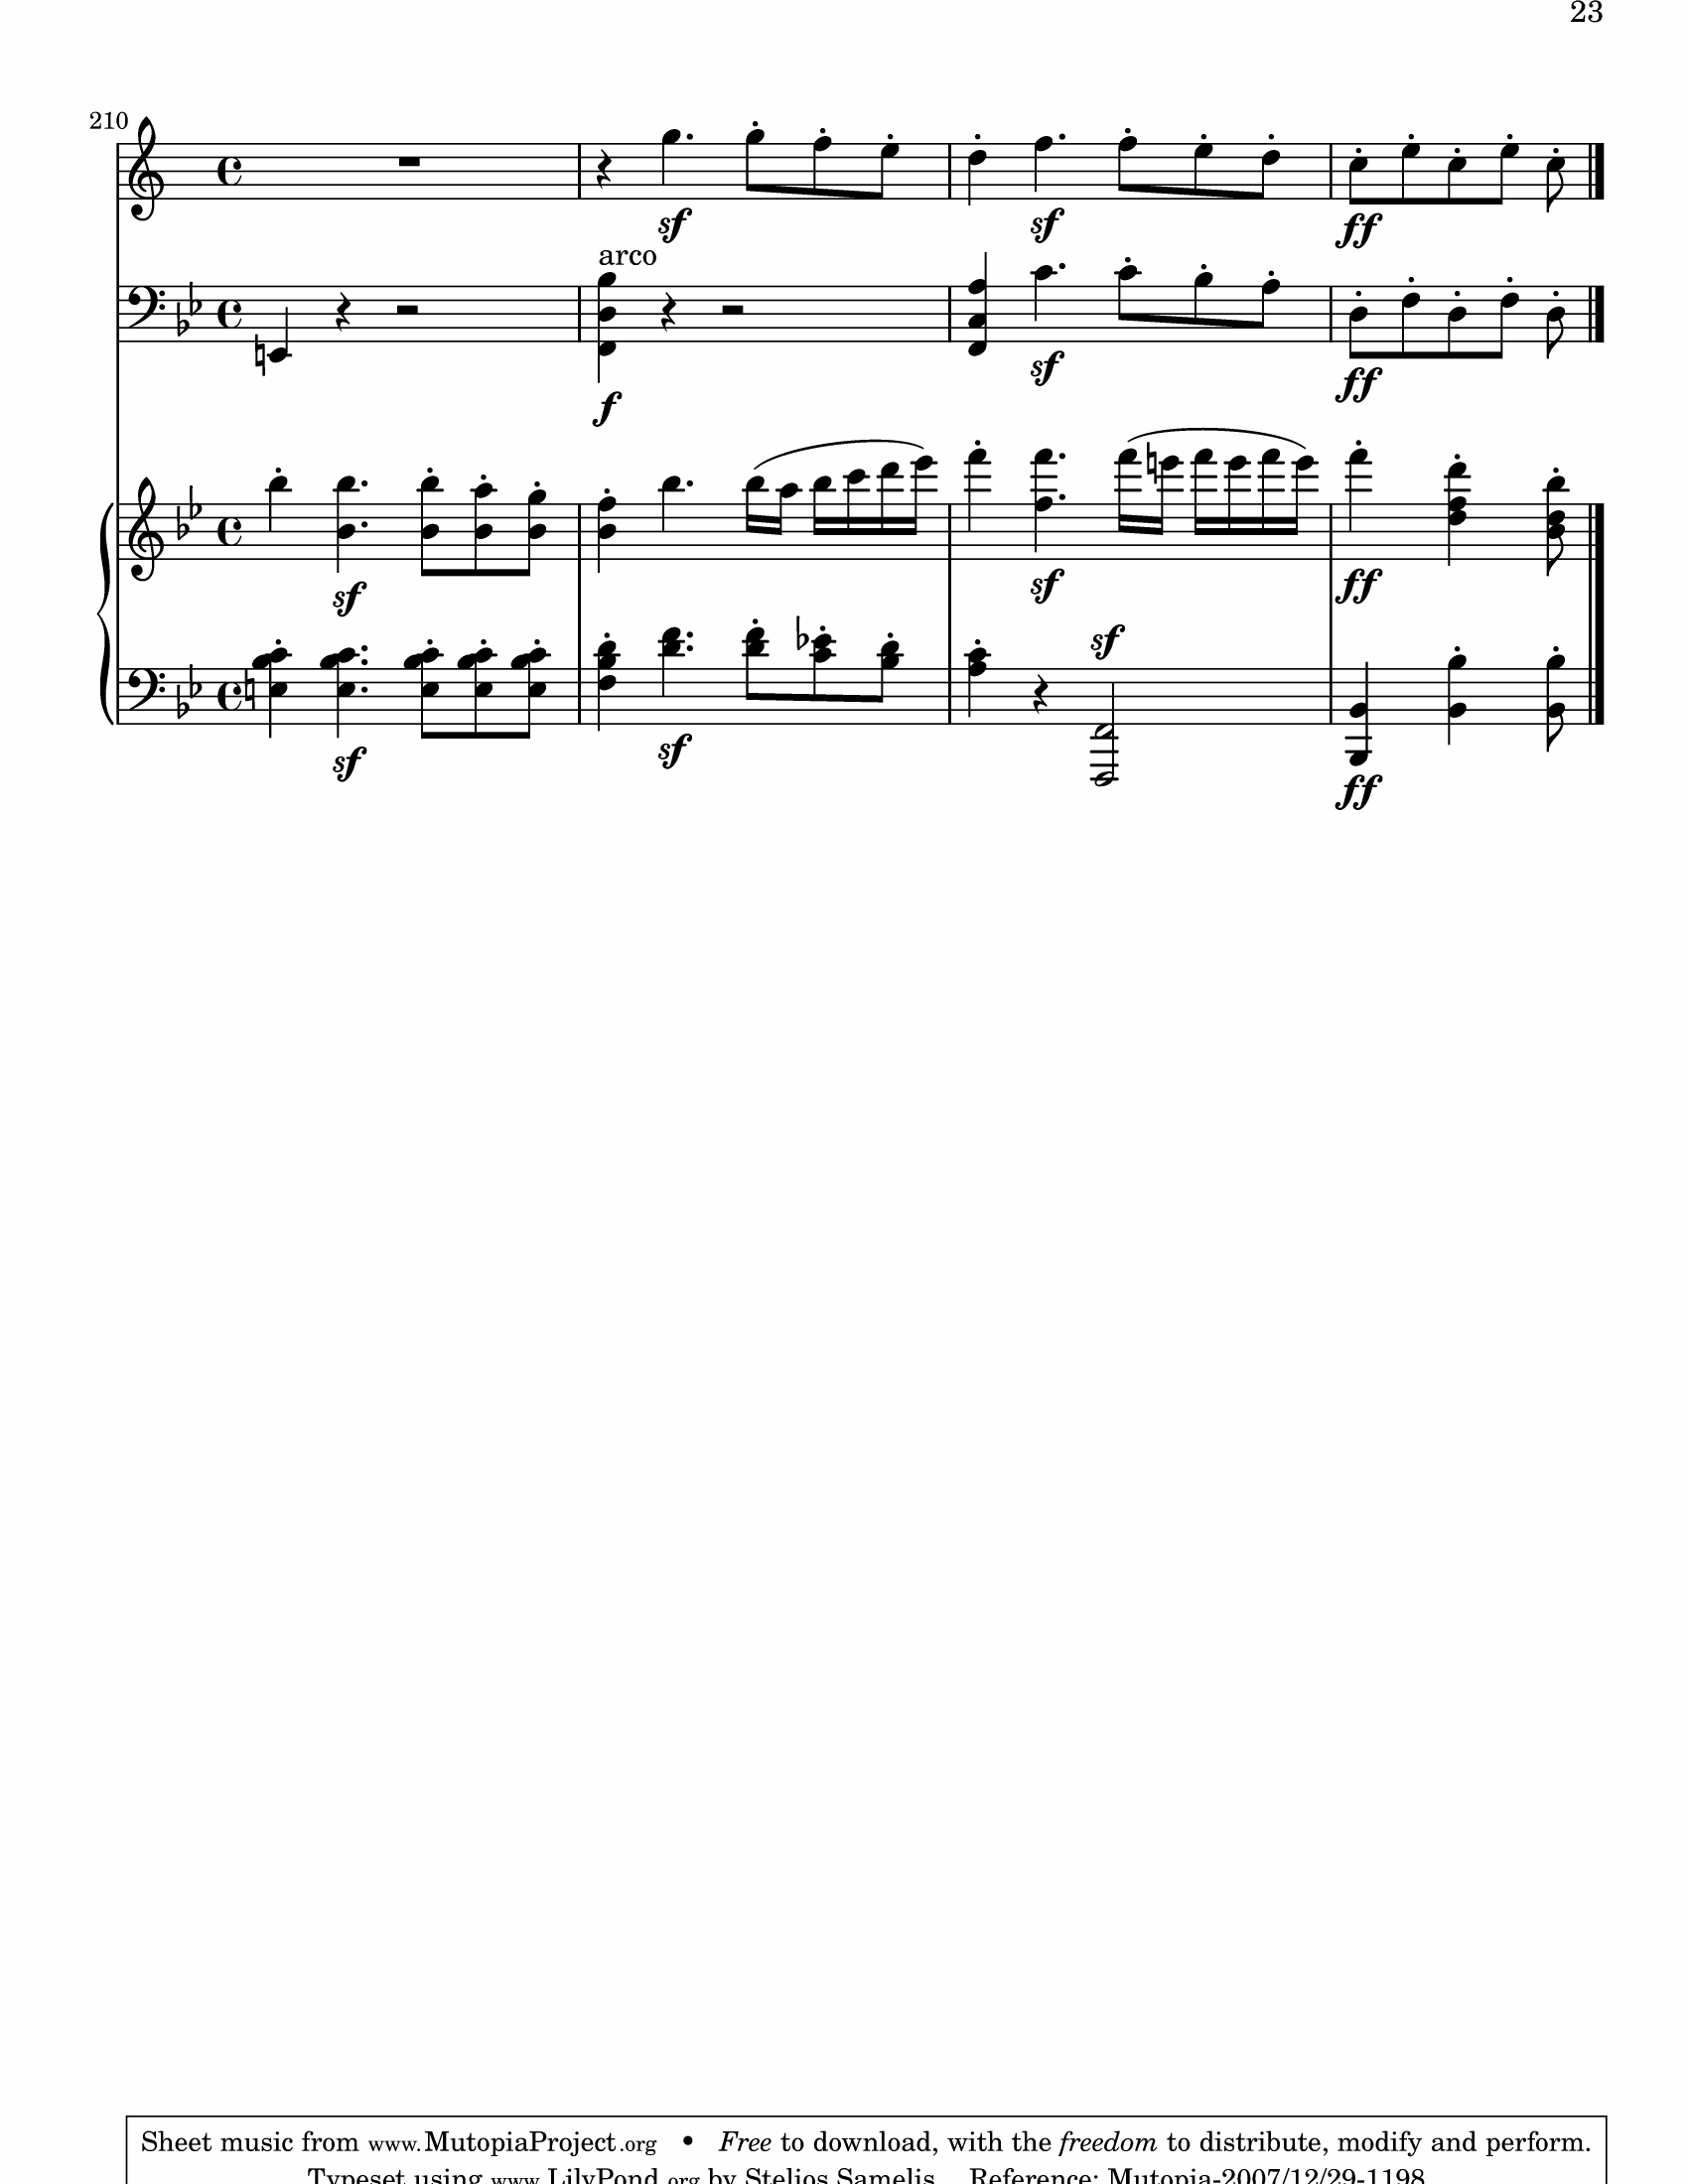 23
210
sf sf ff
arco
f sf ff
sf sf ff
sf
sf sf ff
Sheet music from www.MutopiaProject.org • Free to download, with the freedom to distribute, modify and perform.
Typeset using www.LilyPond.org by Stelios Samelis. Reference: Mutopia-2007/12/29-1198